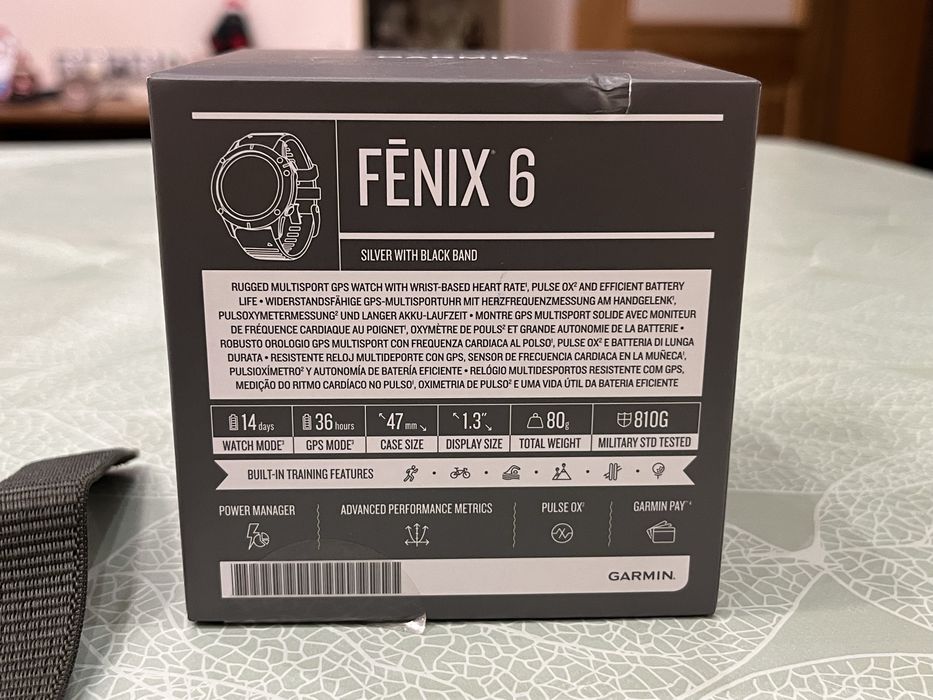 GARMIN
FĒNIX® 6
SILVER WITH BLACK BAND
RUGGED MULTISPORT GPS WATCH WITH WRIST-BASED HEART RATE¹, PULSE OX² AND EFFICIENT BATTERY
LIFE • WIDERSTANDSFÄHIGE GPS-MULTISPORTUHR MIT HERZFREQUENZMESSUNG AM HANDGELENK¹,
PULSOXYMETERMESSUNG² UND LANGER AKKU-LAUFZEIT • MONTRE GPS MULTISPORT SOLIDE AVEC MONITEUR
DE FRÉQUENCE CARDIAQUE AU POIGNET¹, OXYMÈTRE DE POULS² ET GRANDE AUTONOMIE DE LA BATTERIE •
ROBUSTO OROLOGIO GPS MULTISPORT CON FREQUENZA CARDIACA AL POLSO¹, PULSE OX² E BATTERIA DI LUNGA
DURATA • RESISTENTE RELOJ MULTIDEPORTE CON GPS, SENSOR DE FRECUENCIA CARDIACA EN LA MUÑECA¹,
PULSIOXÍMETRO² Y AUTONOMÍA DE BATERÍA EFICIENTE • RELÓGIO MULTIDESPORTOS RESISTENTE COM GPS,
MEDIÇÃO DO RITMO CARDÍACO NO PULSO¹, OXIMETRIA DE PULSO² E UMA VIDA ÚTIL DA BATERIA EFICIENTE
14 days 36 hours 47 mm 1.3″ 80g 810G
WATCH MODE³ GPS MODE³ CASE SIZE DISPLAY SIZE TOTAL WEIGHT MILITARY STD TESTED
BUILT-IN TRAINING FEATURES
POWER MANAGER ADVANCED PERFORMANCE METRICS PULSE OX² GARMIN PAY™⁴
GARMIN.